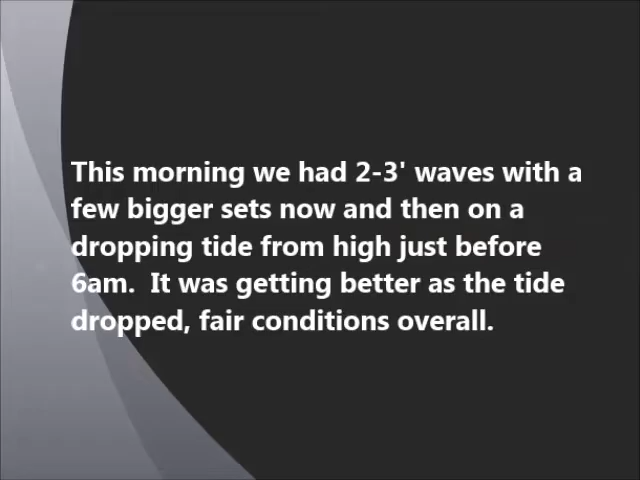 This morning we had 2-3' waves with a
few bigger sets now and then on a
dropping tide from high just before
6am.  It was getting better as the tide
dropped, fair conditions overall.